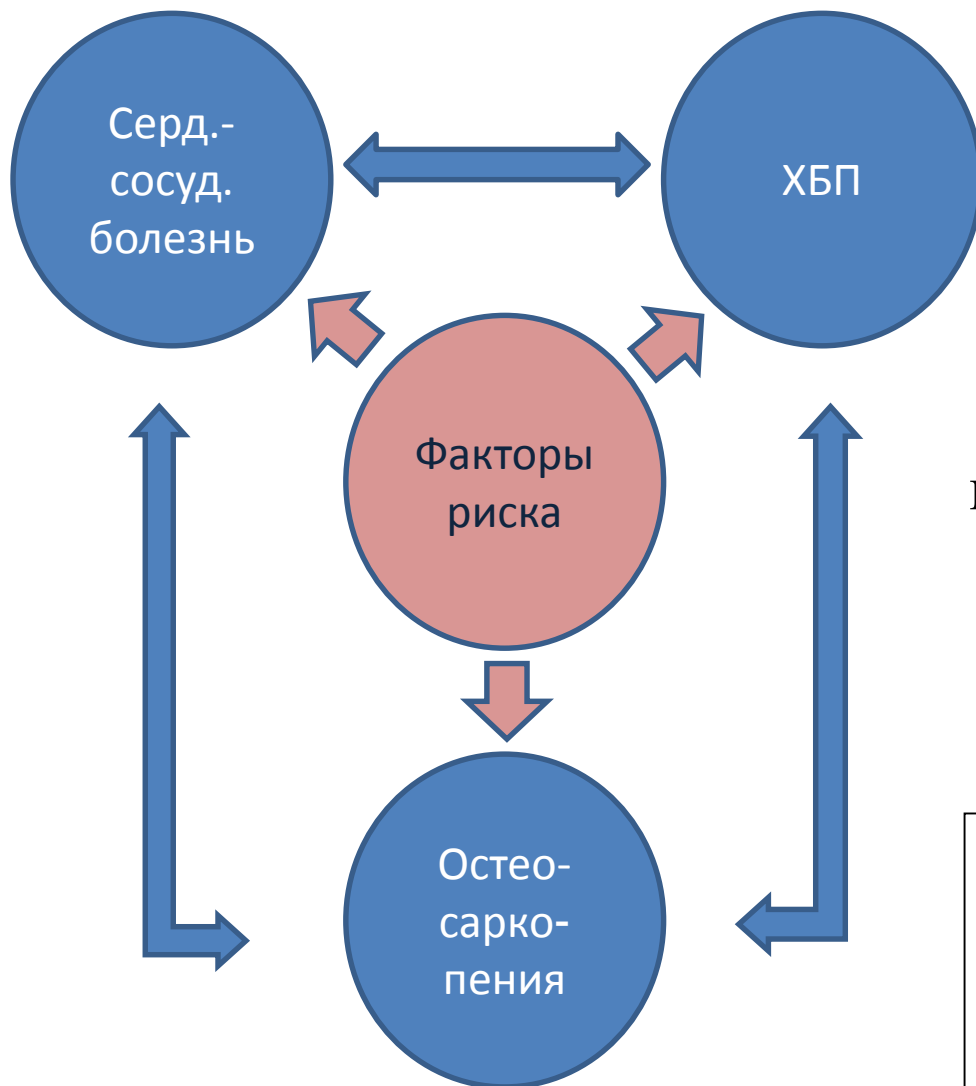 Серд.-
сосуд.
болезнь
ХБП
Факторы
риска
Остео-
сарко-
пения